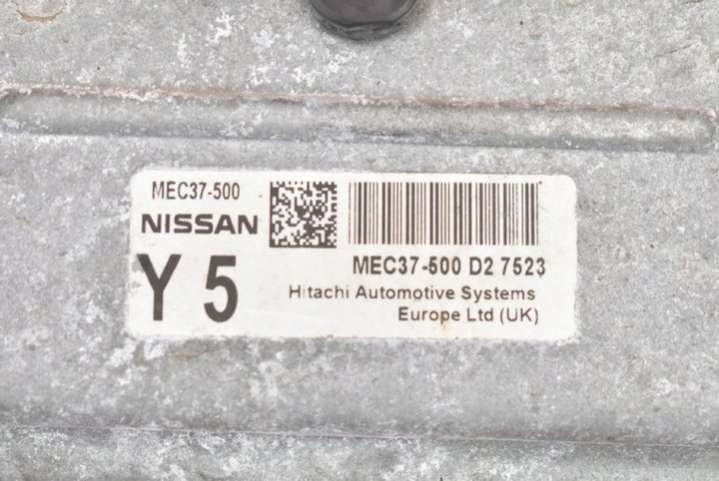 MEC37-500
NISSAN
Y 5
MEC37-500 D2 7523
Hitachi Automotive Systems
Europe Ltd (UK)